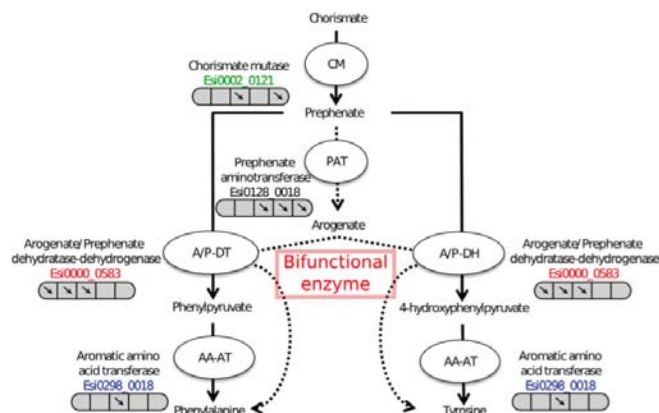 Chorismate
CM
Chorismate mutase
Esi0002_0121
Prephenate
PAT
Prephenate
aminotransferase
Esi0128_0018
Arogenate
Arogenate/ Prephenate
dehydratase-dehydrogenase
Esi0000_0583
A/P-DT
Bifunctional
enzyme
A/P-DH
Arogenate/ Prephenate
dehydratase-dehydrogenase
Esi0000_0583
Phenylpyruvate
4-hydroxyphenylpyruvate
Aromatic amino
acid transferase
Esi0298_0018
AA-AT
AA-AT
Aromatic amino
acid transferase
Esi0298_0018
Phenylalanine
Tyrosine